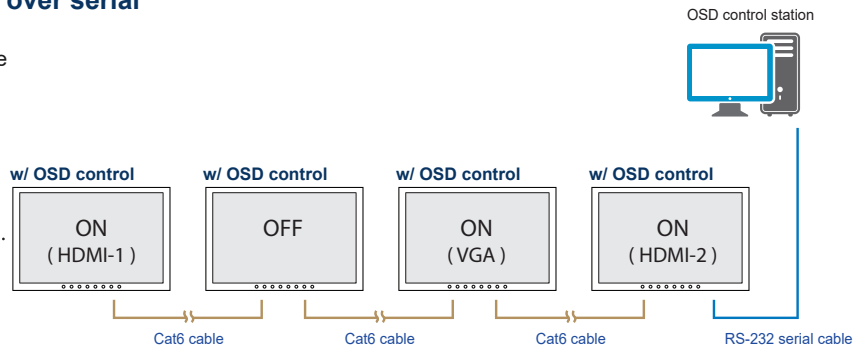 over serial
OSD control station
e
w/ OSD control
w/ OSD control
w/ OSD control
w/ OSD control
ON
( HDMI-1 )
OFF
ON
( VGA )
ON
( HDMI-2 )
.
Cat6 cable
Cat6 cable
Cat6 cable
RS-232 serial cable